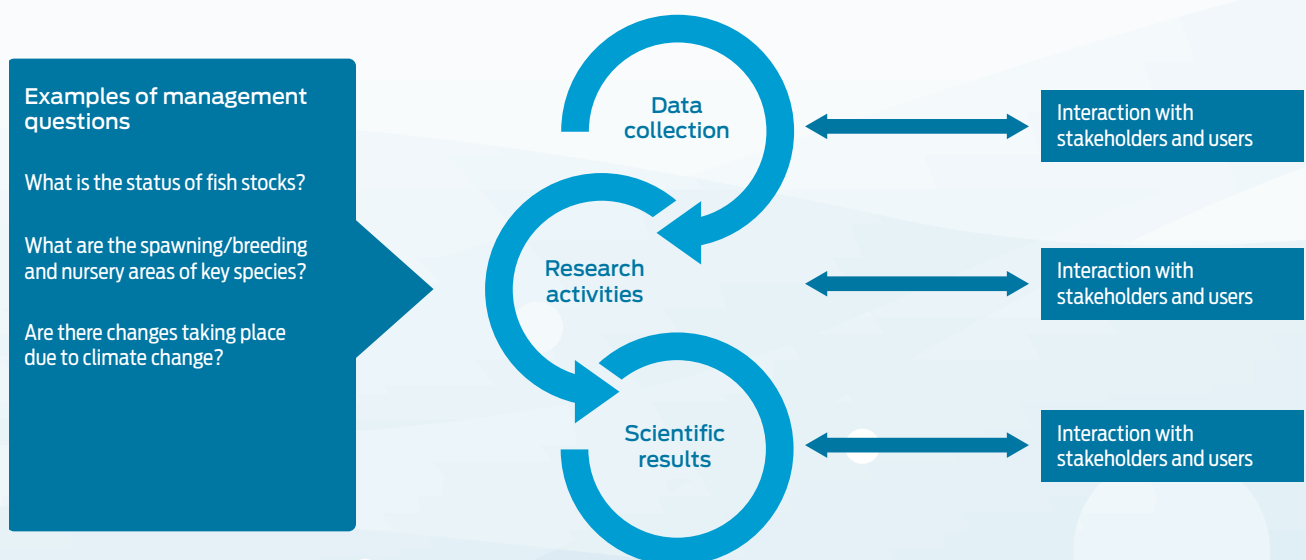 Examples of management
questions
What is the status of fish stocks?
What are the spawning/breeding
and nursery areas of key species?
Are there changes taking place
due to climate change?
Data
collection
Research
activities
Scientific
results
Interaction with
stakeholders and users
Interaction with
stakeholders and users
Interaction with
stakeholders and users